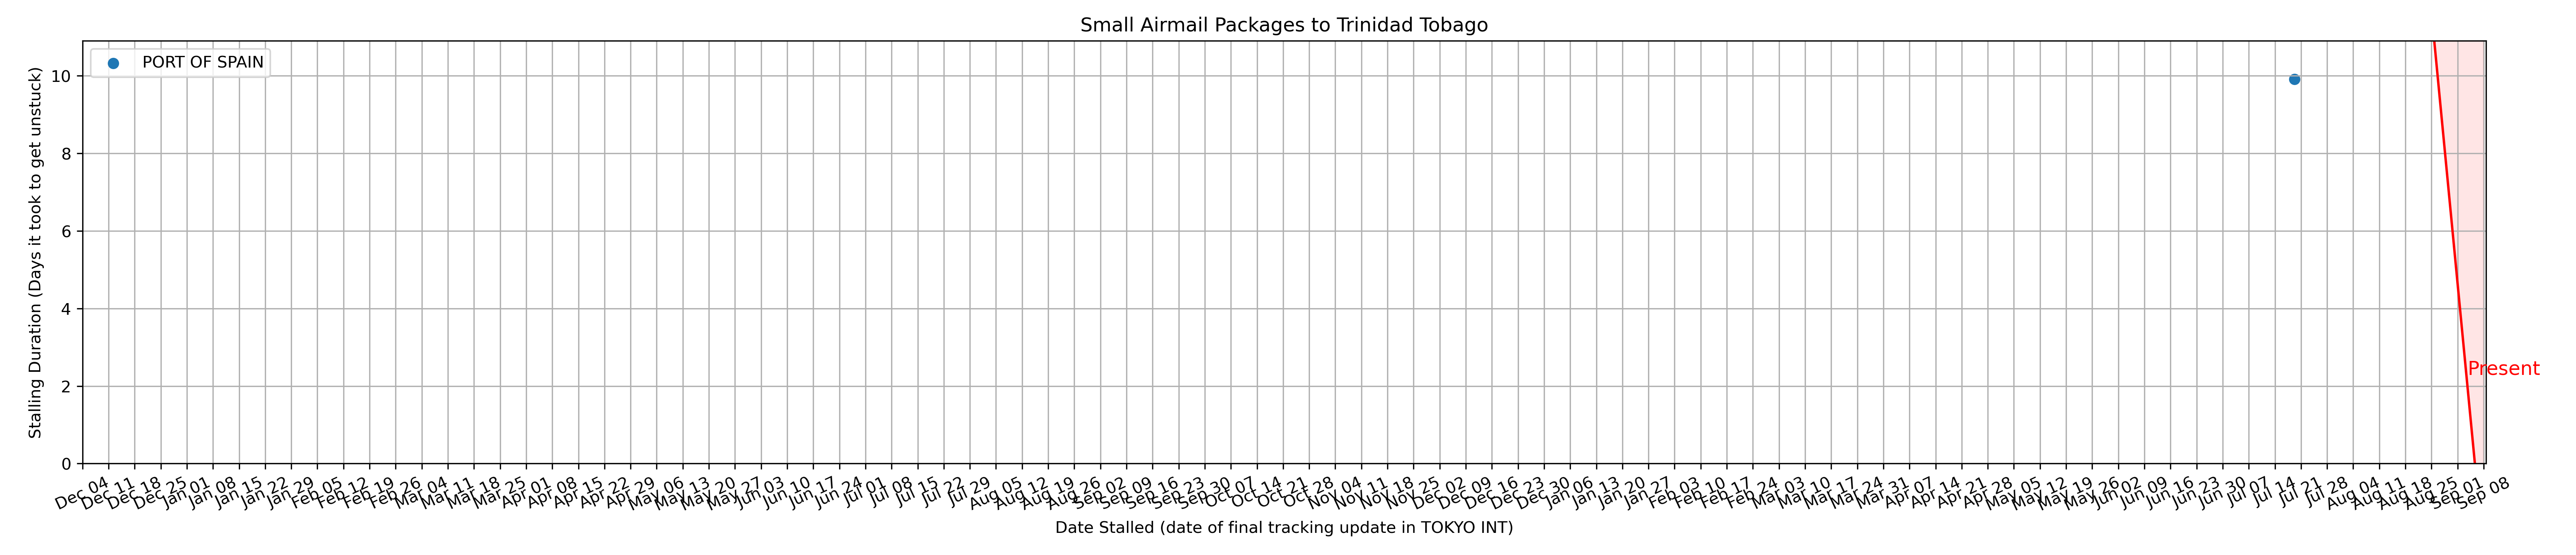 Small Airmail Packages to Trinidad Tobago
PORT OF SPAIN
Stalling Duration (Days it took to get unstuck)
10
8
6
4
2
0
Present
Dec 04 Dec 11 Dec 18 Dec 25 Jan 01 Jan 08 Jan 15 Jan 22 Jan 29 Feb 05 Feb 12 Feb 19 Feb 26 Mar 04 Mar 11 Mar 18 Mar 25 Apr 01 Apr 08 Apr 15 Apr 22 Apr 29 May 06 May 13 May 20 May 27 Jun 03 Jun 10 Jun 17 Jun 24 Jul 01 Jul 08 Jul 15 Jul 22 Jul 29 Aug 05 Aug 12 Aug 19 Aug 26 Sep 02 Sep 09 Sep 16 Sep 23 Sep 30 Oct 07 Oct 14 Oct 21 Oct 28 Nov 04 Nov 11 Nov 18 Nov 25 Dec 02 Dec 09 Dec 16 Dec 23 Dec 30 Jan 06 Jan 13 Jan 20 Jan 27 Feb 03 Feb 10 Feb 17 Feb 24 Mar 03 Mar 10 Mar 17 Mar 24 Mar 31 Apr 07 Apr 14 Apr 21 Apr 28 May 05 May 12 May 19 May 26 Jun 02 Jun 09 Jun 16 Jun 23 Jun 30 Jul 07 Jul 14 Jul 21 Jul 28 Aug 04 Aug 11 Aug 18 Aug 25 Sep 01 Sep 08
Date Stalled (date of final tracking update in TOKYO INT)